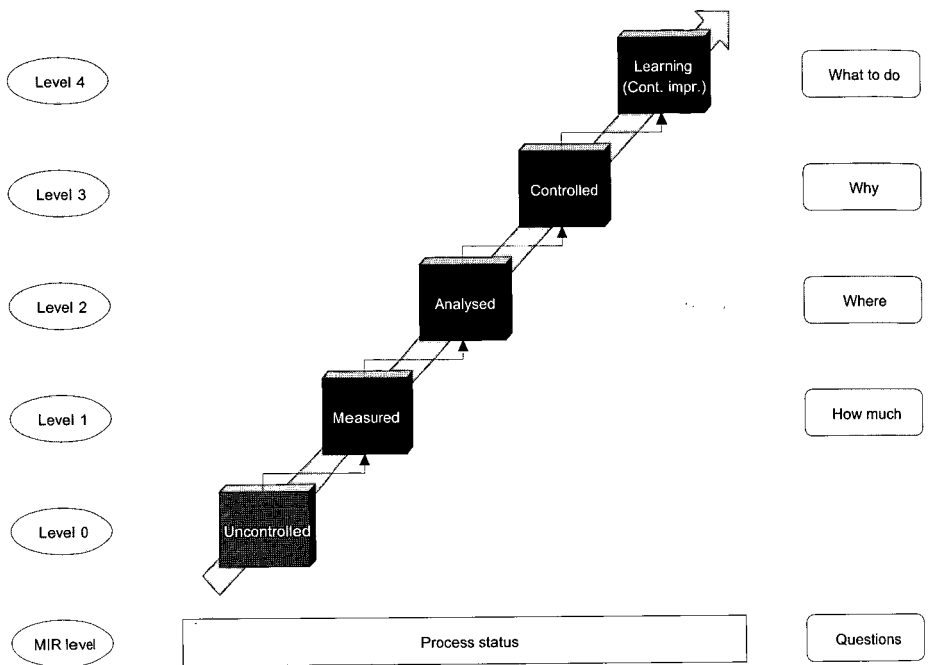 Level 4
Learning
(Cont. impr.)
What to do
Level 3
Controlled
Why
Level 2
Analysed
Where
Level 1
Measured
How much
Level 0
Uncontrolled
MIR level
Process status
Questions